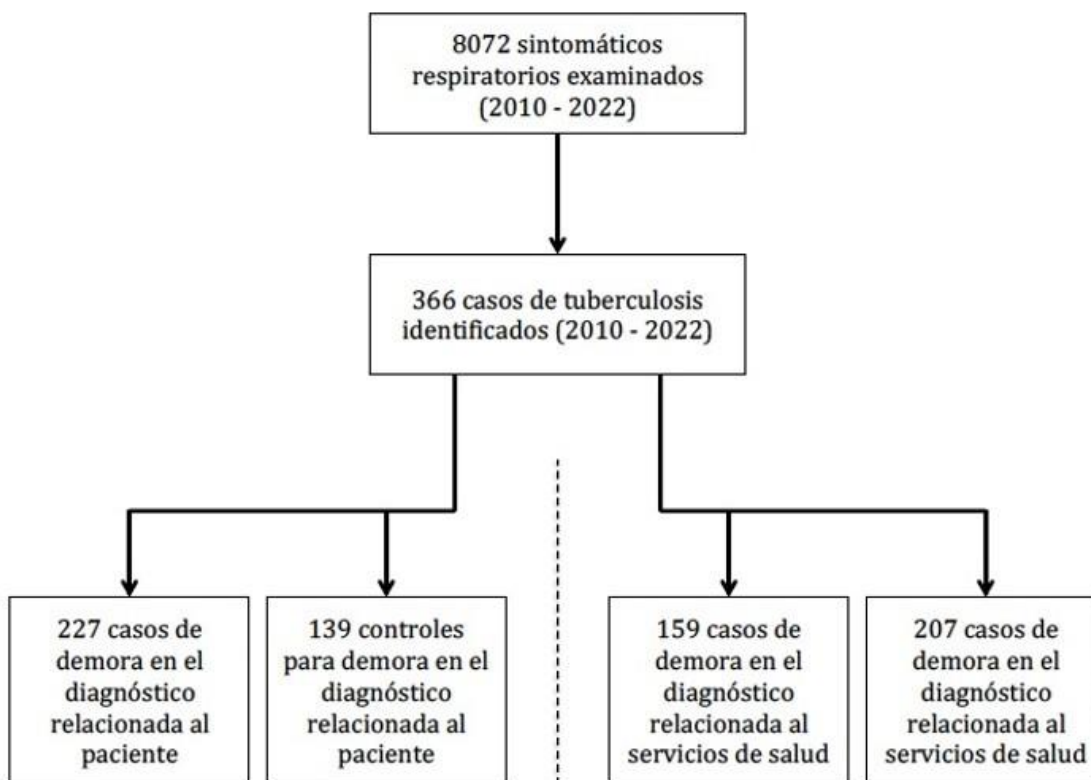 8072 sintomáticos
respiratorios examinados
(2010 - 2022)
366 casos de tuberculosis
identificados (2010 - 2022)
227 casos de
demora en el
diagnóstico
relacionada al
paciente
139 controles
para demora en el
diagnóstico
relacionada al
paciente
159 casos de
demora en el
diagnóstico
relacionada al
servicios de salud
207 casos de
demora en el
diagnóstico
relacionada al
servicios de salud